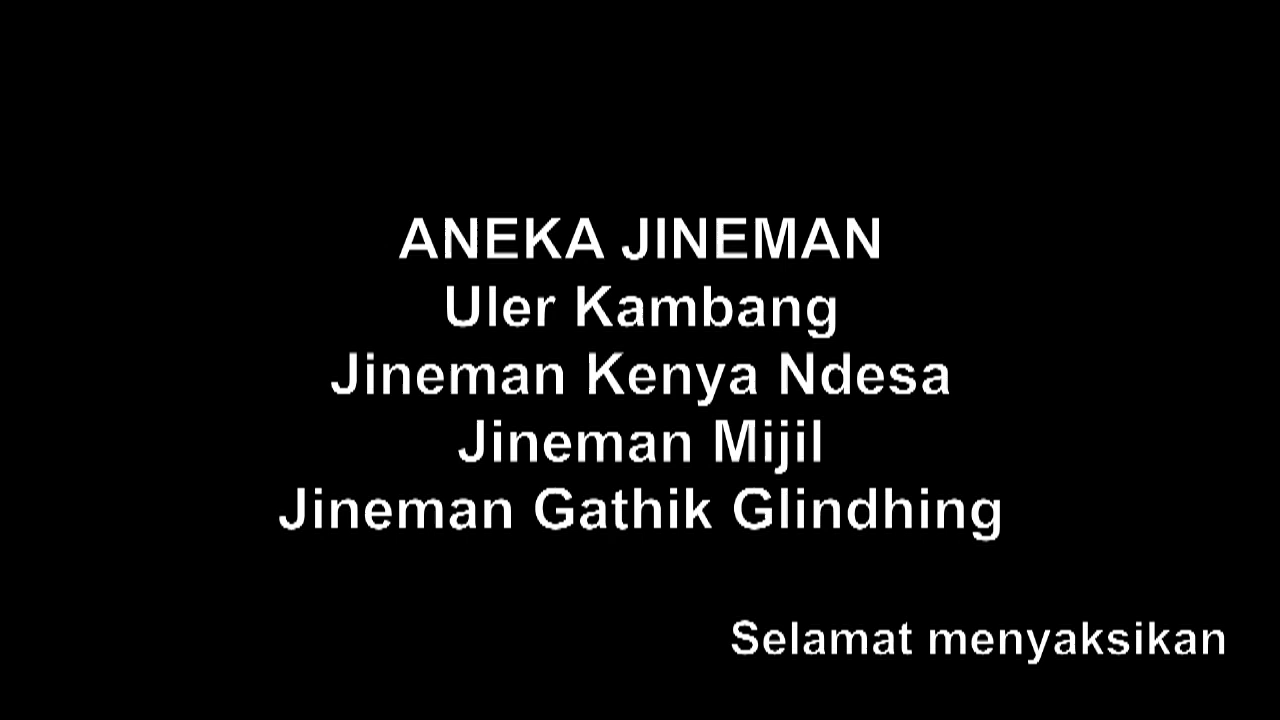 ANEKA JINEMAN
Uler Kambang
Jineman Kenya Ndesa
Jineman Mijil
Jineman Gathik Glindhing
Selamat menyaksikan